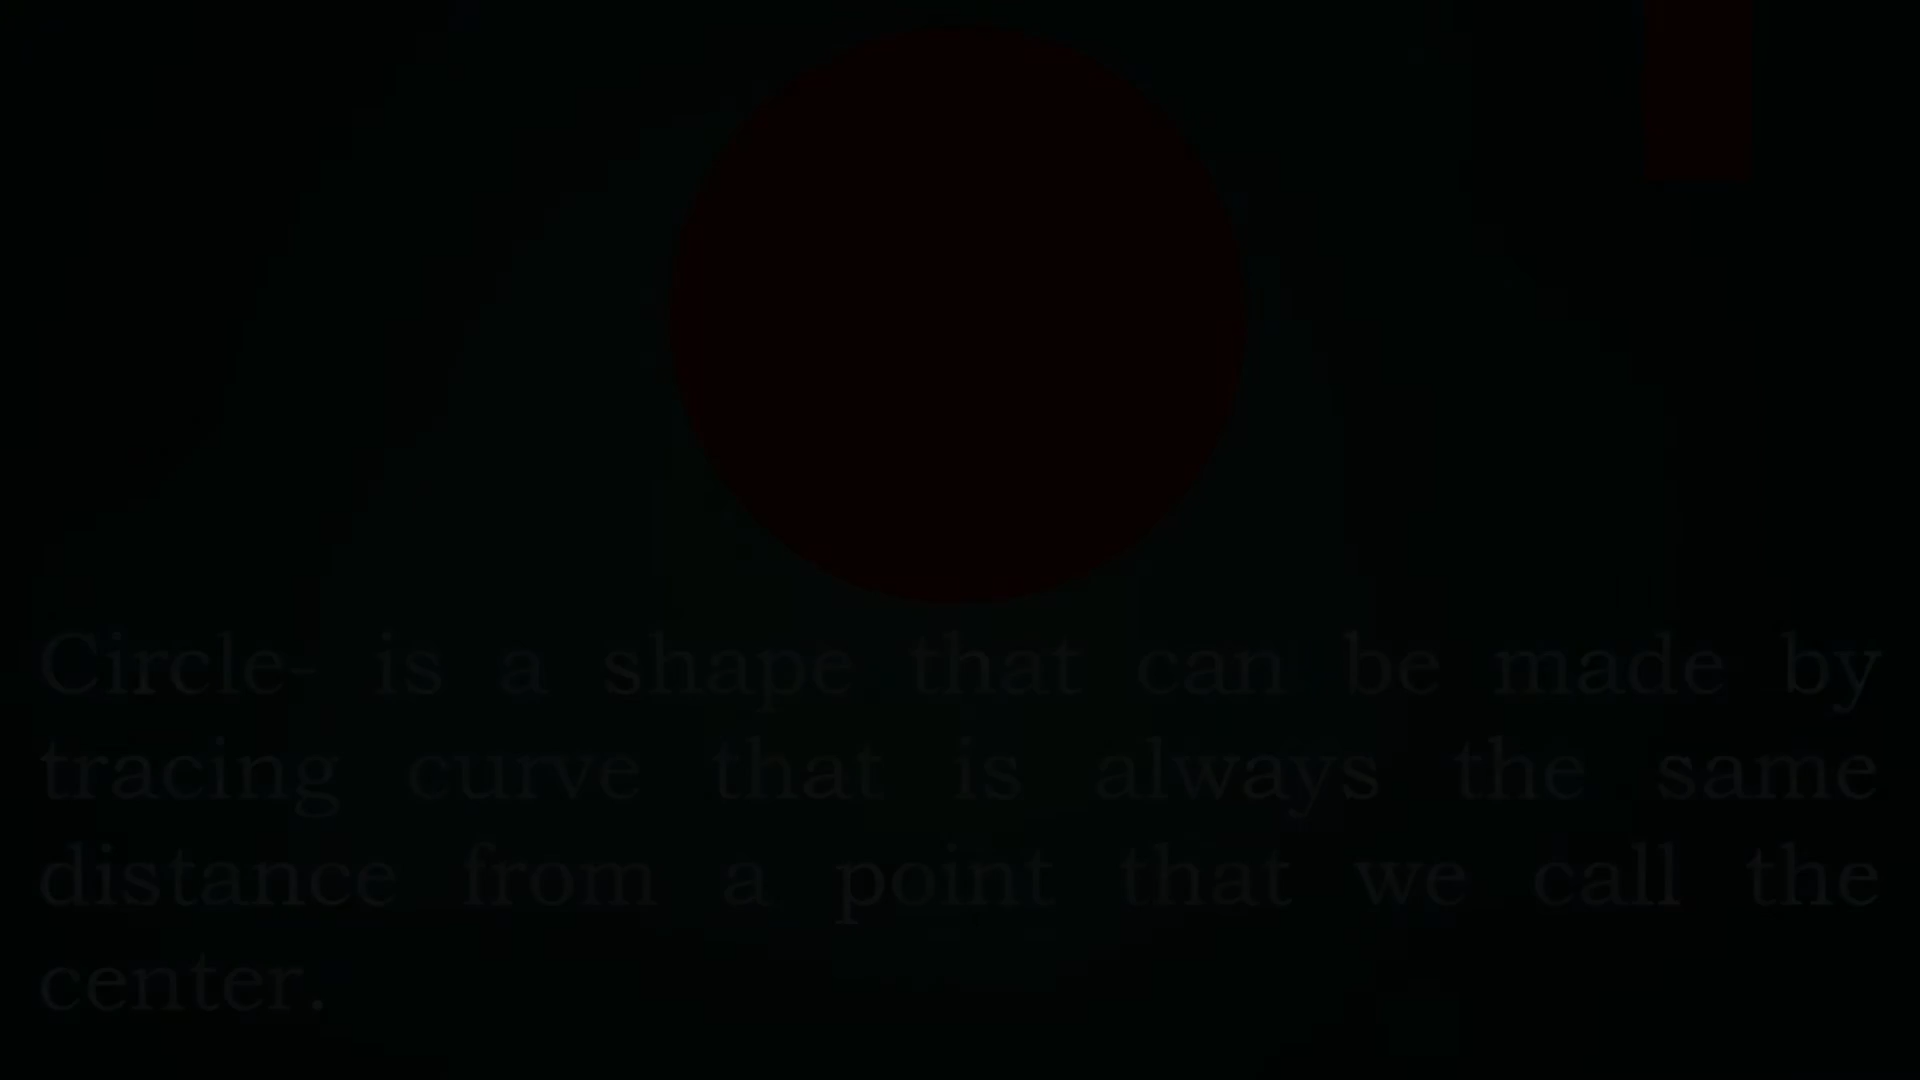 Circle- is a shape that can be made by
tracing curve that is always the same
distance from a point that we call the
center.